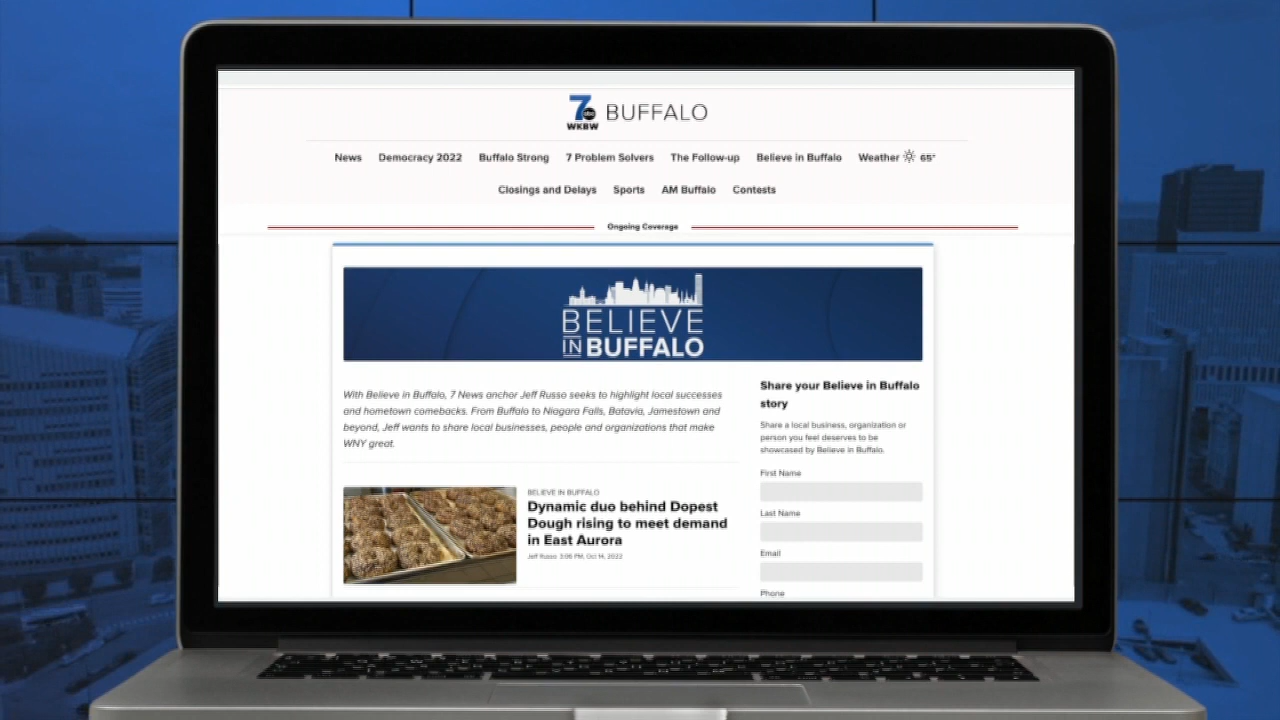 7 abc
WKBW
BUFFALO
News Democracy 2022 Buffalo Strong 7 Problem Solvers The Follow-up Believe in Buffalo Weather 65°
Closings and Delays Sports AM Buffalo Contests
Ongoing Coverage
BELIEVE
IN BUFFALO
With Believe in Buffalo, 7 News anchor Jeff Russo seeks to highlight local successes
and hometown comebacks. From Buffalo to Niagara Falls, Batavia, Jamestown and
beyond, Jeff wants to share local businesses, people and organizations that make
WNY great.
BELIEVE IN BUFFALO
Dynamic duo behind Dopest
Dough rising to meet demand
in East Aurora
Jeff Russo 3:06 PM, Oct 14, 2022
Share your Believe in Buffalo
story
Share a local business, organization or
person you feel deserves to be
showcased by Believe in Buffalo.
First Name
Last Name
Email
Phone